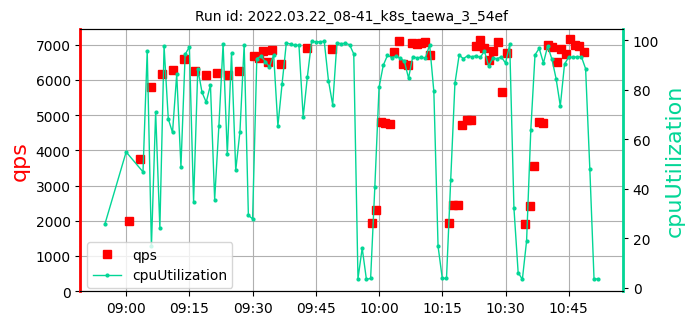 Run id: 2022.03.22_08-41_k8s_taewa_3_54ef
7000
6000
5000
4000
3000
2000
1000
0
qps
100
80
60
40
20
0
cpuUtilization
qps
cpuUtilization
09:00 09:15 09:30 09:45 10:00 10:15 10:30 10:45